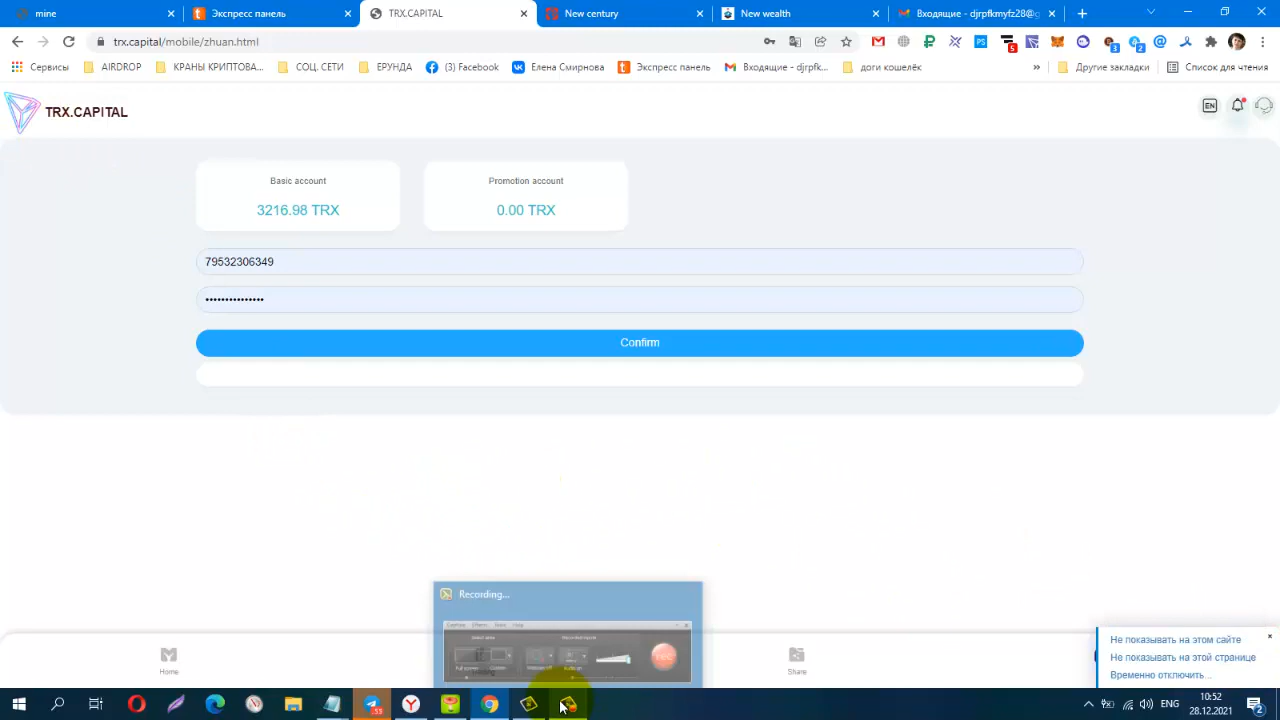 mine
Экспресс панель
TRX.CAPITAL
New century
New wealth
Входящие - djrpfkmyfz28@g
trx.capital/mobile/zhuan.html
Сервисы
AIRDROP
КРАНЫ КРИПТОВА...
СОЦ. СЕТИ
ЕРУНДА
(3) Facebook
Елена Смирнова
Экспресс панель
Входящие - djrpfk...
доги кошелёк
»
Другие закладки
Список для чтения
TRX.CAPITAL
EN
Basic account
Promotion account
3216.98 TRX
0.00 TRX
79532306349
•••••••••••••••
Confirm
Recording...
rec
Home
Share
Не показывать на этом сайте
Не показывать на этой странице
Временно отключить...
ENG
10:52
28.12.2021